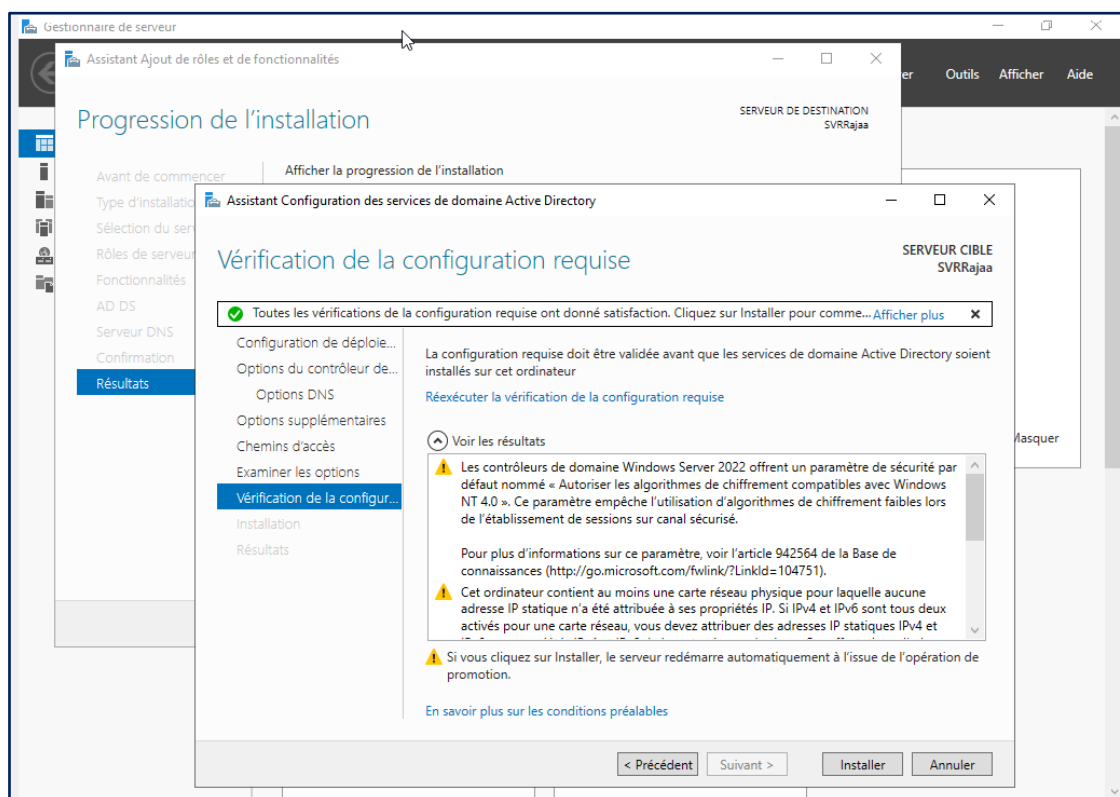 Gestionnaire de serveur
Outils Afficher Aide
Assistant Ajout de rôles et de fonctionnalités
Progression de l'installation
SERVEUR DE DESTINATION
SVRRajaa
Avant de commencer
Type d'installatio
Sélection du ser
Rôles de serveur
Fonctionnalités
AD DS
Serveur DNS
Confirmation
Résultats
Afficher la progression de l'installation
Masquer
Assistant Configuration des services de domaine Active Directory
Vérification de la configuration requise
SERVEUR CIBLE
SVRRajaa
Toutes les vérifications de la configuration requise ont donné satisfaction. Cliquez sur Installer pour comme... Afficher plus
Configuration de déploie...
Options du contrôleur de...
Options DNS
Options supplémentaires
Chemins d'accès
Examiner les options
Vérification de la configur...
Installation
Résultats
La configuration requise doit être validée avant que les services de domaine Active Directory soient
installés sur cet ordinateur
Réexécuter la vérification de la configuration requise
Voir les résultats
Les contrôleurs de domaine Windows Server 2022 offrent un paramètre de sécurité par
défaut nommé « Autoriser les algorithmes de chiffrement compatibles avec Windows
NT 4.0 ». Ce paramètre empêche l'utilisation d'algorithmes de chiffrement faibles lors
de l'établissement de sessions sur canal sécurisé.
Pour plus d'informations sur ce paramètre, voir l'article 942564 de la Base de
connaissances (http://go.microsoft.com/fwlink/?LinkId=104751).
Cet ordinateur contient au moins une carte réseau physique pour laquelle aucune
adresse IP statique n'a été attribuée à ses propriétés IP. Si IPv4 et IPv6 sont tous deux
activés pour une carte réseau, vous devez attribuer des adresses IP statiques IPv4 et
Si vous cliquez sur Installer, le serveur redémarre automatiquement à l'issue de l'opération de
promotion.
En savoir plus sur les conditions préalables
< Précédent Suivant > Installer Annuler